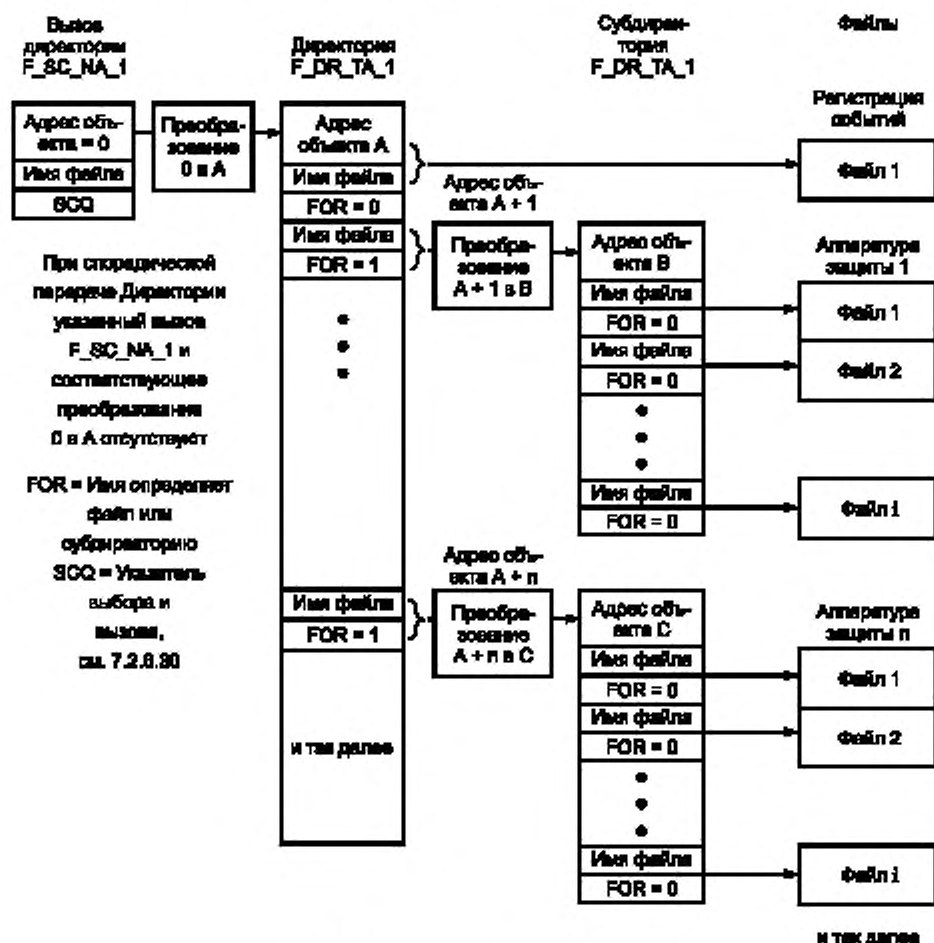 Вызов
директории
F_SC_NA_1
Адрес объ-
екта = 0
Имя файла
SCQ
Преобра-
зование
0 в A
При спорадической
передаче Директории
указанный вызов
F_SC_NA_1 и
соответствующее
преобразование
0 в A отсутствует
FOR = Имя определяет
файл или
субдиректорию
SCQ = Указатель
выбора и
вызова,
см. 7.2.6.30
Директория
F_DR_TA_1
Адрес
объекта A
Имя файла
FOR = 0
Имя файла
FOR = 1
Имя файла
FOR = 1
и так далее
Адрес объ-
екта A + 1
Преобра-
зование
A + 1 в B
Адрес объ-
екта A + n
Преобра-
зование
A + n в C
Субдирек-
тория
F_DR_TA_1
Адрес объ-
екта B
Имя файла
FOR = 0
Имя файла
FOR = 0
Имя файла
FOR = 0
Адрес объ-
екта C
Имя файла
FOR = 0
Имя файла
FOR = 0
Имя файла
FOR = 0
Файлы
Регистрация
событий
Файл 1
Аппаратура
защиты 1
Файл 1
Файл 2
Файл i
Аппаратура
защиты n
Файл 1
Файл 2
Файл i
и так далее